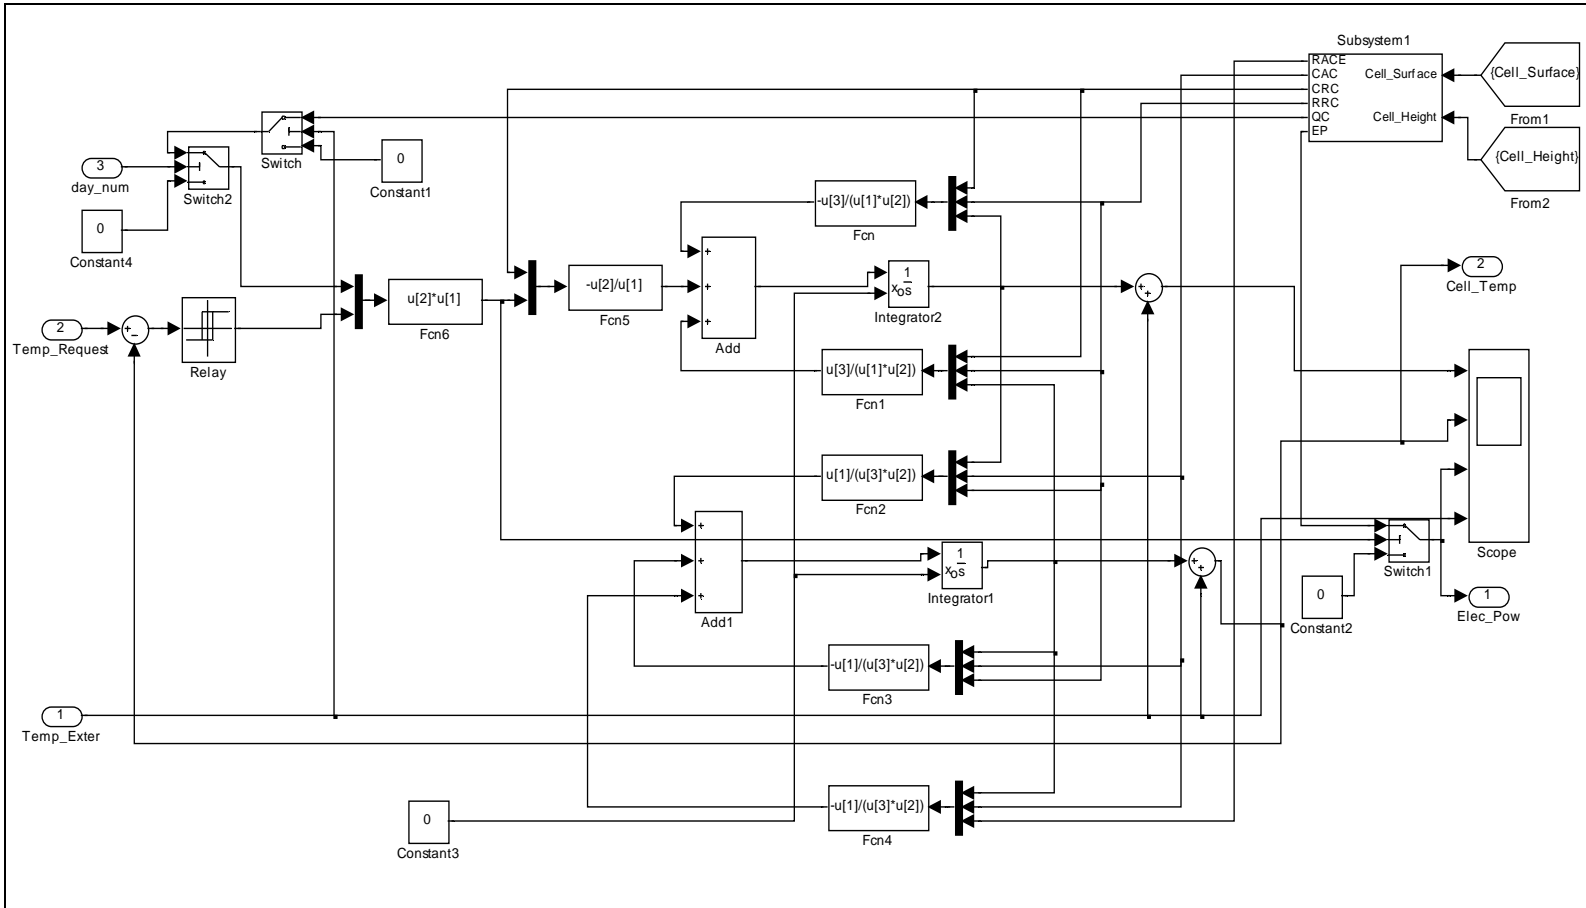 Subsystem1
RACE
CAC
CRC
RRC
QC
EP
Cell_Surface
Cell_Height
{Cell_Surface}
From1
{Cell_Height}
From2
Switch
0
Constant1
3
day_num
Switch2
0
Constant4
-u[3]/(u[1]*u[2])
Fcn
2
Cell_Temp
u[2]*u[1]
Fcn6
-u[2]/u[1]
Fcn5
+
+
+
Add
1
s
xo
Integrator2
+
+
2
Temp_Request
+
-
Relay
u[3]/(u[1]*u[2])
Fcn1
u[1]/(u[3]*u[2])
Fcn2
+
+
+
Add1
1
s
xo
Integrator1
+
+
Switch1
Scope
0
Constant2
1
Elec_Pow
-u[1]/(u[3]*u[2])
Fcn3
1
Temp_Exter
0
Constant3
-u[1]/(u[3]*u[2])
Fcn4